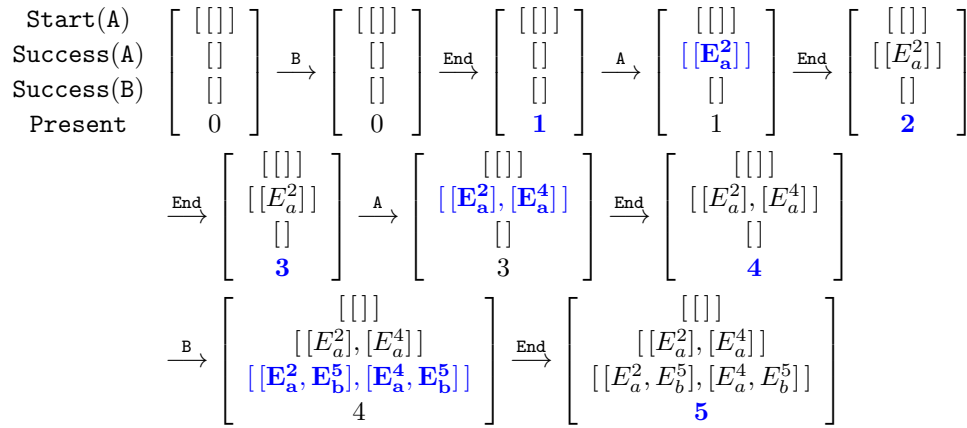 Start(A) [[]] [[]] [[]] [[]] [[]]
Success(A) [] B [] End [] A [[E_a^2]] End [[E_a^2]]
Success(B) [] [] [] [] []
Present 0 0 1 1 2
[[]] [[]] [[]]
End [[E_a^2]] A [[E_a^2], [E_a^4]] End [[E_a^2], [E_a^4]]
[] [] []
3 3 4
[[]] [[]]
B [[E_a^2], [E_a^4]] End [[E_a^2], [E_a^4]]
[[E_a^2, E_b^5], [E_a^4, E_b^5]] [[E_a^2, E_b^5], [E_a^4, E_b^5]]
4 5